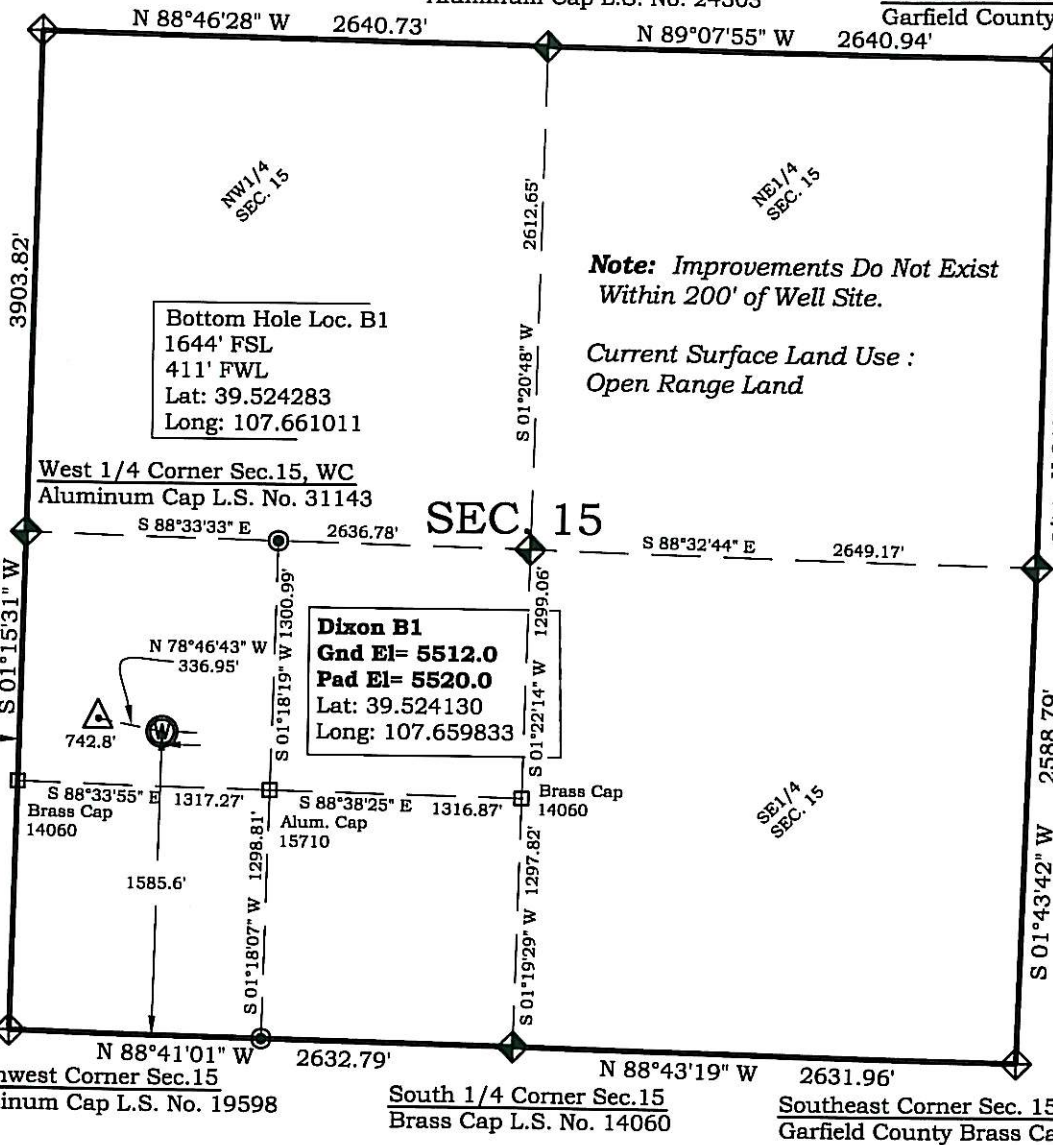 N 88°46'28" W 2640.73'
N 89°07'55" W 2640.94'
Garfield County
NW1/4
SEC. 15
NE1/4
SEC. 15
3903.82'
2612.65'
S 01°20'48" W
Note: Improvements Do Not Exist
Within 200' of Well Site.
Current Surface Land Use :
Open Range Land
Bottom Hole Loc. B1
1644' FSL
411' FWL
Lat: 39.524283
Long: 107.661011
West 1/4 Corner Sec.15, WC
Aluminum Cap L.S. No. 31143
S 88°33'33" E 2636.78'
SEC. 15
S 88°32'44" E 2649.17'
S 01°15'31" W
N 78°46'43" W
336.95'
S 01°18'19" W 1300.99'
Dixon B1
Gnd El= 5512.0
Pad El= 5520.0
Lat: 39.524130
Long: 107.659833
S 01°22'14" W 1299.06'
742.8'
W
S 88°33'55" E 1317.27'
S 88°38'25" E 1316.87'
Brass Cap
14060
Alum. Cap
15710
Brass Cap
14060
SE1/4
SEC. 15
2588.79'
S 01°43'42" W
1585.6'
S 01°18'07" W 1298.81'
S 01°19'29" W 1297.82'
N 88°41'01" W 2632.79'
N 88°43'19" W 2631.96'
Corner Sec.15
Cap L.S. No. 19598
South 1/4 Corner Sec.15
Brass Cap L.S. No. 14060
Southeast Corner Sec. 15
Garfield County Brass